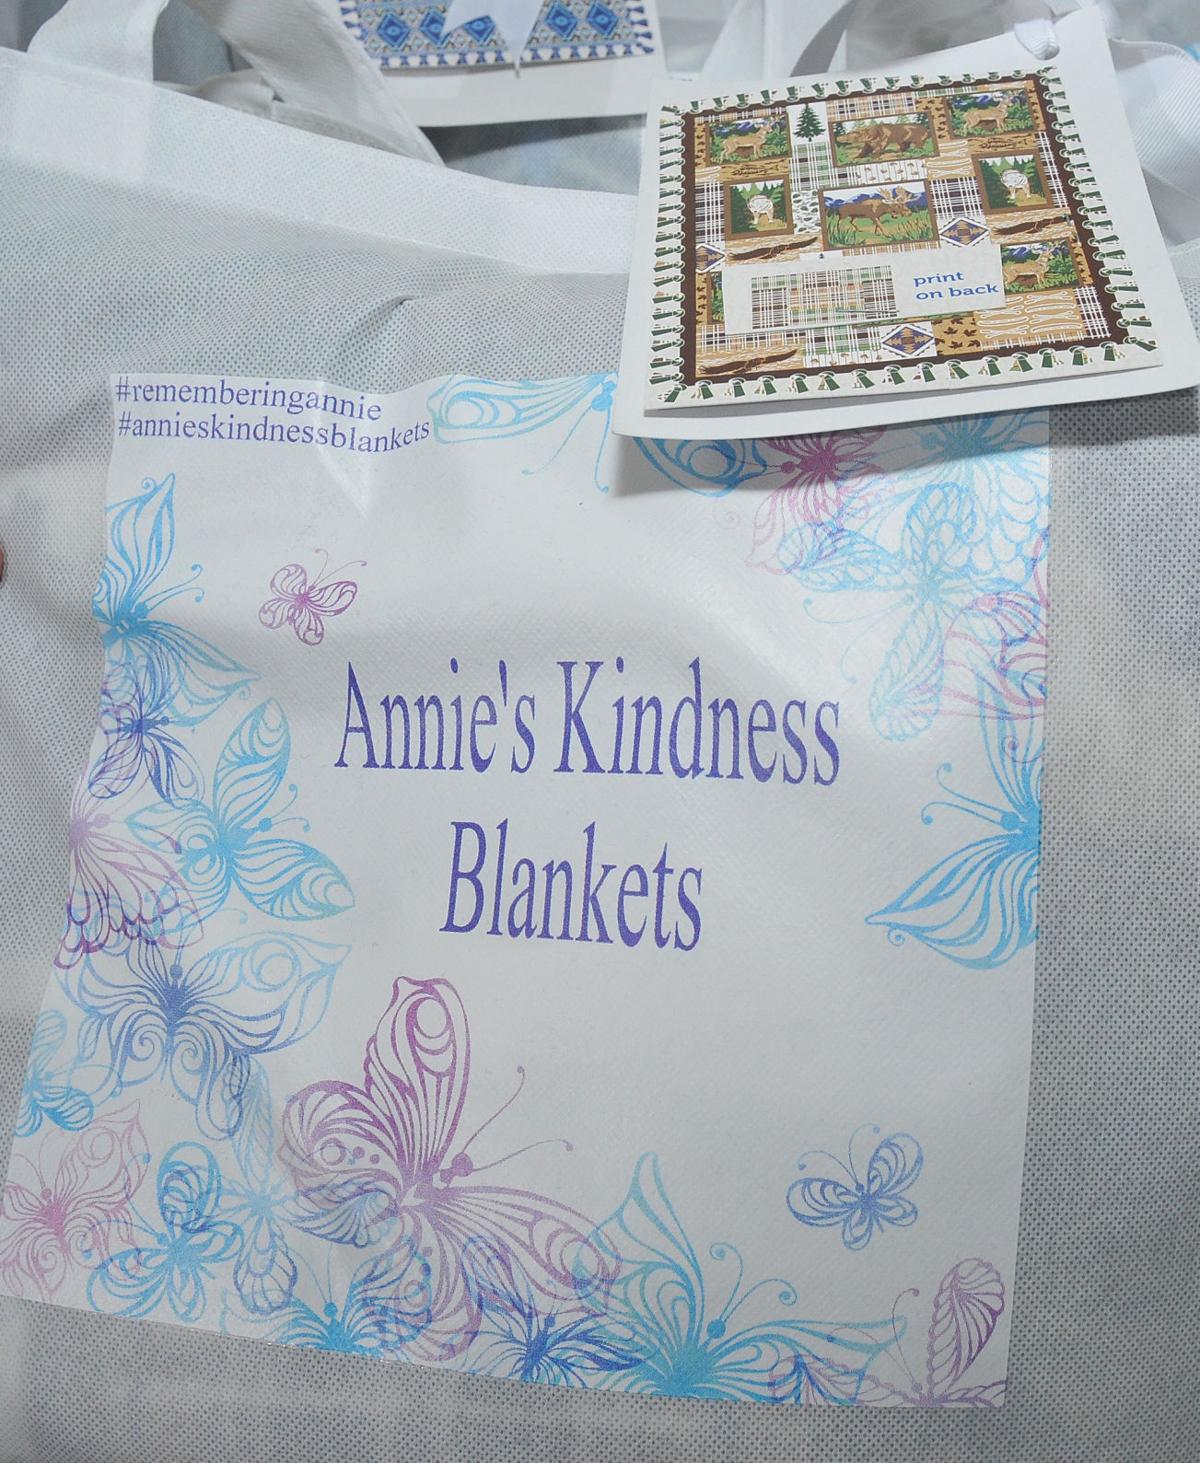 print
on back
#rememberingannie
#annieskindnessblankets
Annie's Kindness
Blankets